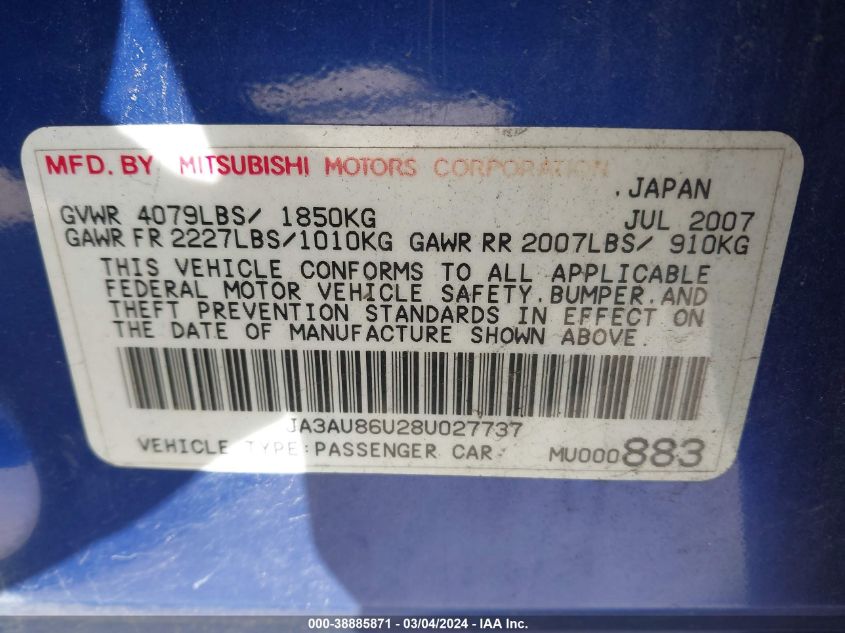 MFD. BY MITSUBISHI MOTORS CORPORATION
. JAPAN
GVWR 4079LBS/ 1850KG JUL 2007
GAWR FR 2227LBS/1010KG GAWR RR 2007LBS/ 910KG
THIS VEHICLE CONFORMS TO ALL APPLICABLE
FEDERAL MOTOR VEHICLE SAFETY, BUMPER, AND
THEFT PREVENTION STANDARDS IN EFFECT ON
THE DATE OF MANUFACTURE SHOWN ABOVE.
JA3AU86U28U027737
VEHICLE TYPE:PASSENGER CAR: MU000883
000-38885871 - 03/04/2024 - IAA Inc.